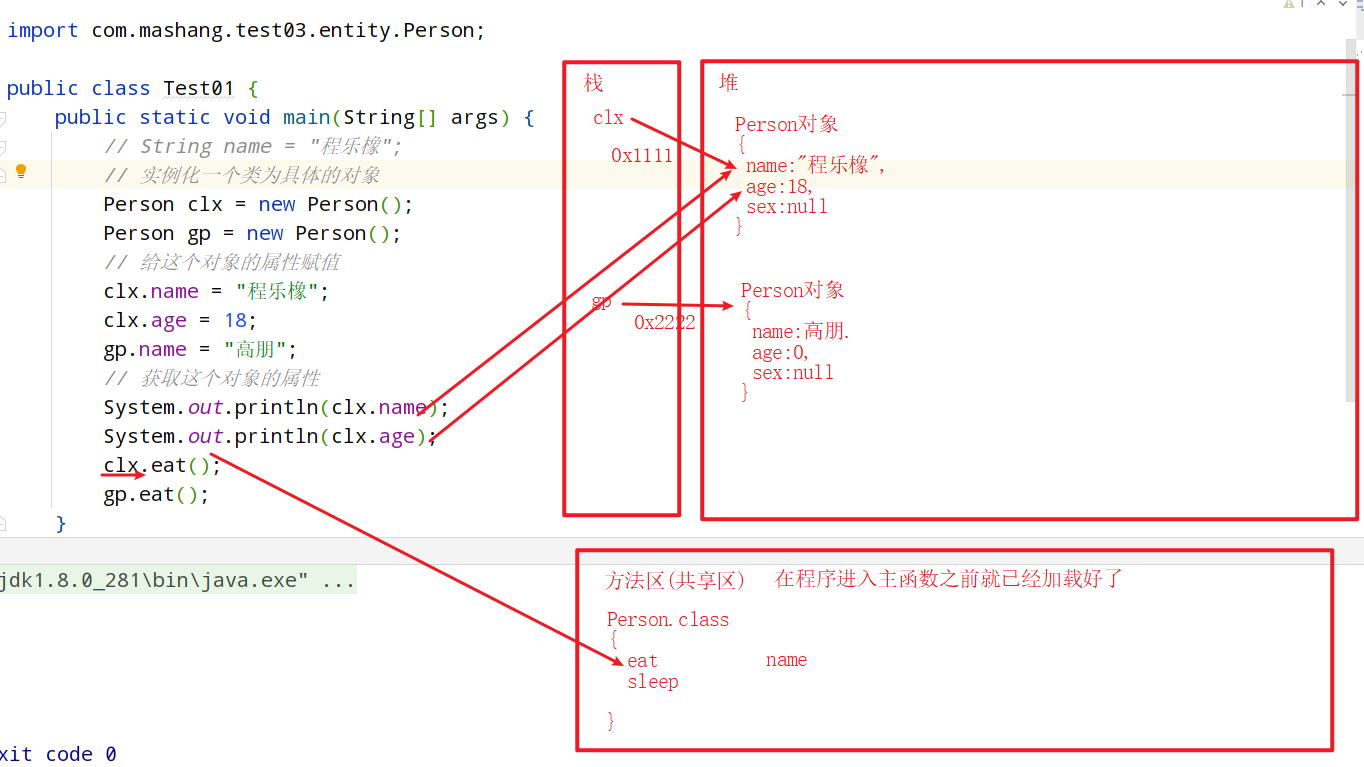 import com.mashang.test03.entity.Person;
public class Test01 {
public static void main(String[] args) {
// String name = "程乐橡";
// 实例化一个类为具体的对象
Person clx = new Person();
Person gp = new Person();
// 给这个对象的属性赋值
clx.name = "程乐橡";
clx.age = 18;
gp.name = "高朋";
// 获取这个对象的属性
System.out.println(clx.name);
System.out.println(clx.age);
clx.eat();
gp.eat();
}
栈
clx
0x1111
gp
0x2222
堆
Person对象
{
name:"程乐橡",
age:18,
sex:null
}
Person对象
{
name:高朋.
age:0,
sex:null
}
jdk1.8.0_281\bin\java.exe" ...
xit code 0
方法区(共享区) 在程序进入主函数之前就已经加载好了
Person.class
{
eat name
sleep
}